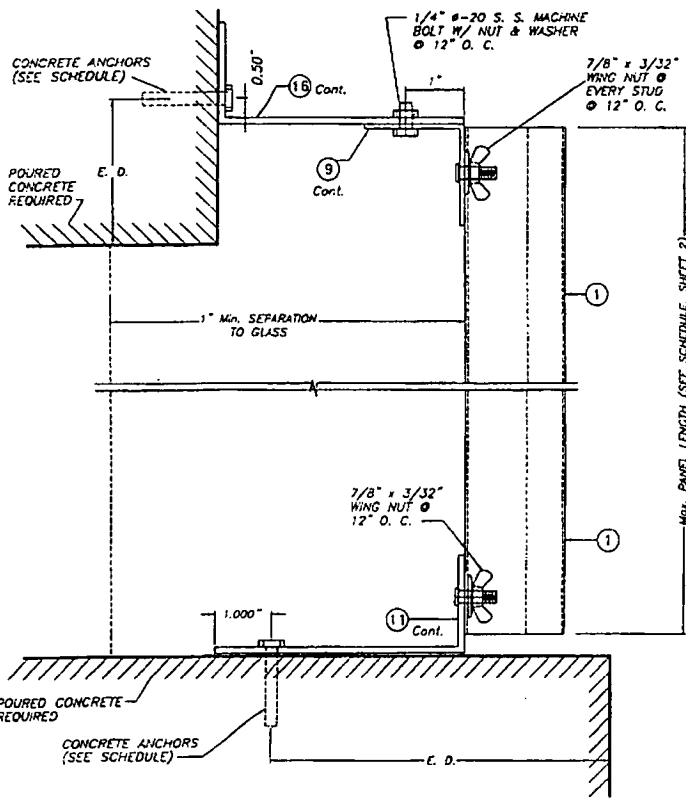 1/4" ø-20 S. S. MACHINE
BOLT W/ NUT & WASHER
@ 12" O. C.
CONCRETE ANCHORS
(SEE SCHEDULE)
0.50"
16 Cont.
1"
7/8" x 3/32"
WING NUT @
EVERY STUD
@ 12" O. C.
E. D.
9
Cont.
POURED
CONCRETE
REQUIRED
1
1" Min. SEPARATION
TO GLASS
Max. PANEL LENGTH (SEE SCHEDULE, SHEET 2)
7/8" x 3/32"
WING NUT @
12" O. C.
1
1.000"
11
Cont.
POURED CONCRETE
REQUIRED
CONCRETE ANCHORS
(SEE SCHEDULE)
E. D.